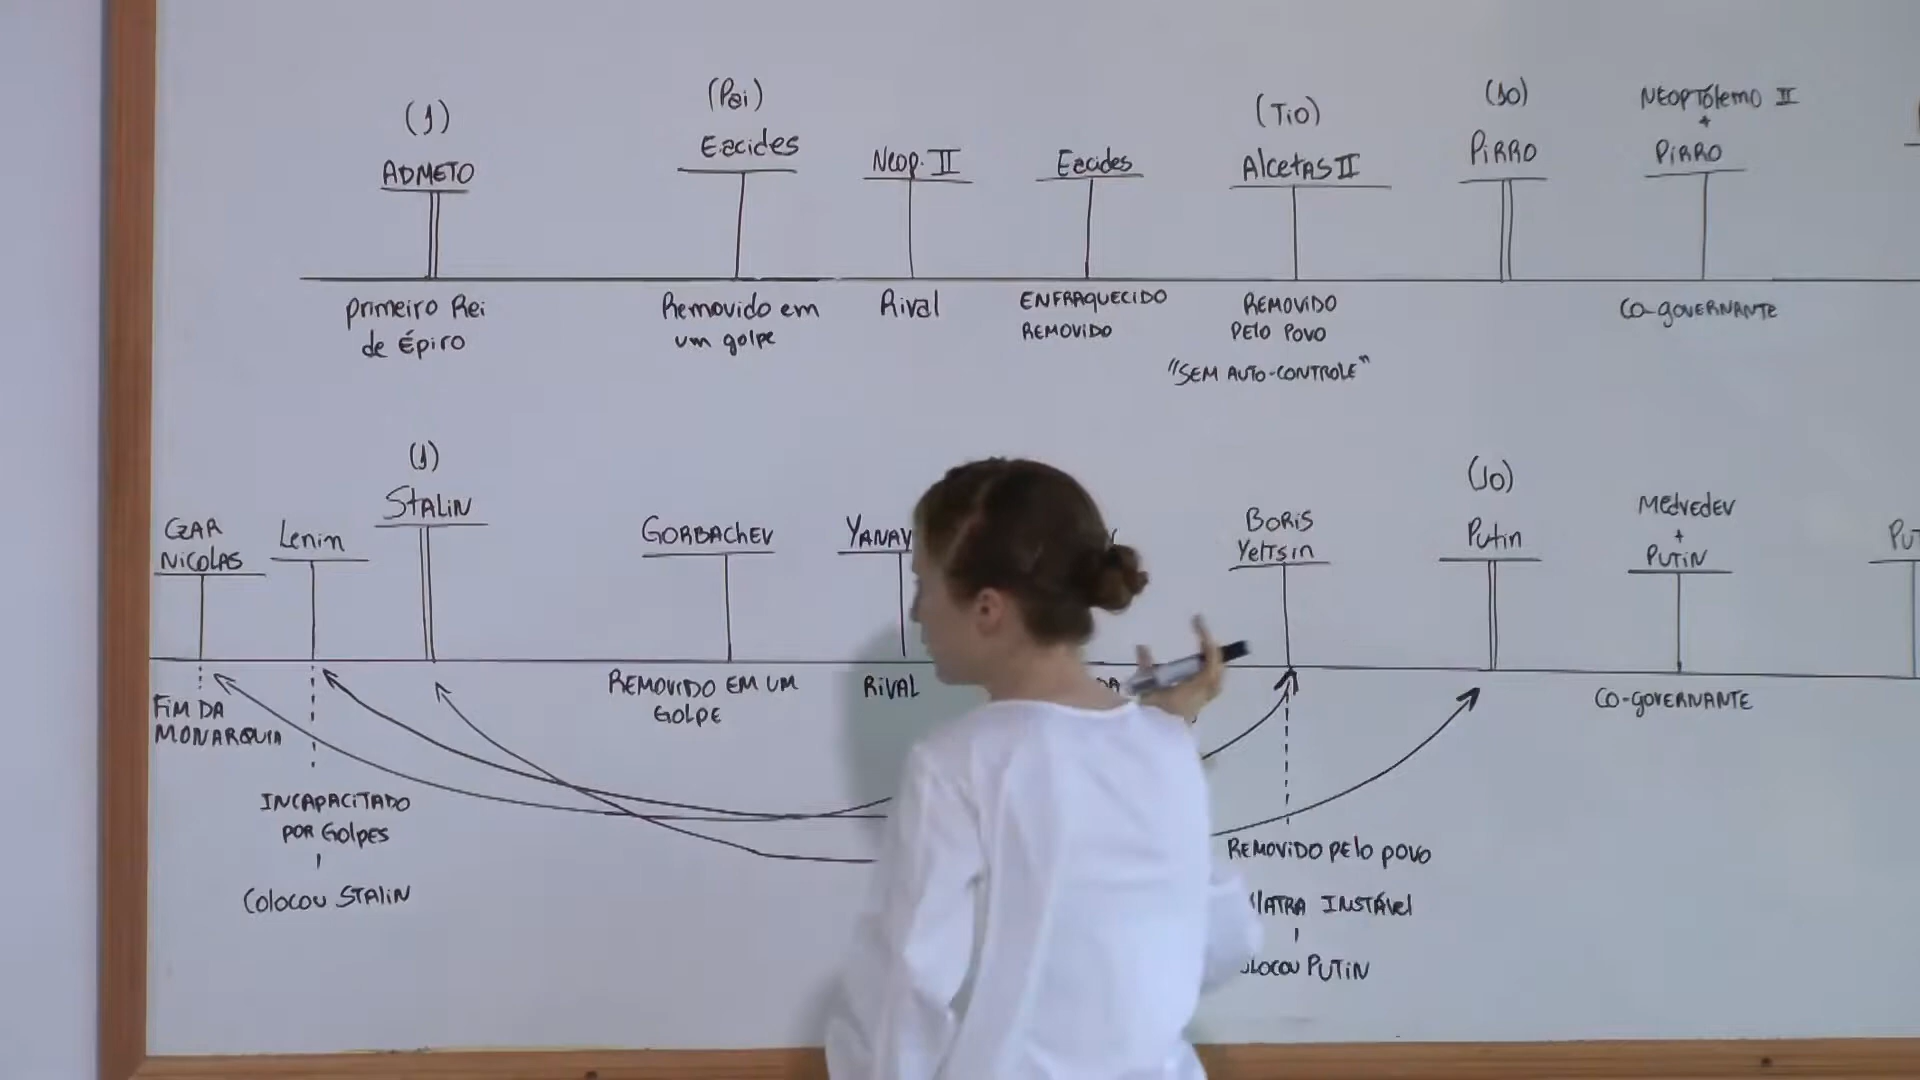 (1)
ADMETO
Primeiro Rei
de Épiro
(Pai)
Eacides
Removido em
um golpe
Neop. II
Rival
Eacides
ENFRAQUECIDO
REMOVIDO
(Tio)
Alcetas II
REMOVIDO
PELO POVO
"SEM AUTO-CONTROLE"
(10)
PiRRO
NEOPTÓLEMO II
+
PiRRO
CO-GOVERNANTE
CZAR
NICOLAS
FIM DA
MONARQUIA
Lenin
INCAPACITADO
POR GOLPES
COLOCOU STALIN
(1)
STALIN
GORBACHEV
REMOVIDO EM UM
GOLPE
YANAY
RIVAL
BORIS
YELTSIN
REMOVIDO PELO POVO
INSTÁVEL
PUTIN
(10)
Putin
MEDVEDEV
+
PUTIN
CO-GOVERNANTE